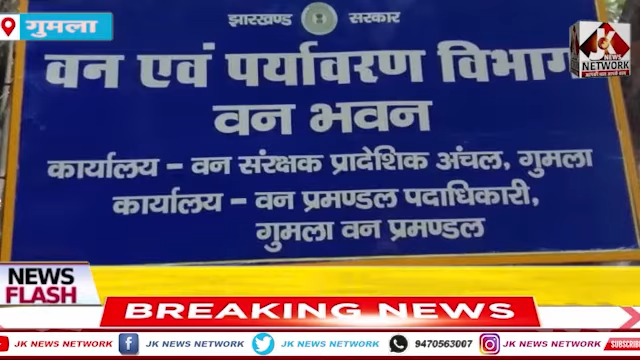 गुमला
झारखण्ड सरकार
JK NEWS NETWORK
वन एवं पर्यावरण विभाग
वन भवन
कार्यालय – वन संरक्षक प्रादेशिक अंचल, गुमला
कार्यालय – वन प्रमण्डल पदाधिकारी,
गुमला वन प्रमण्डल
NEWS
FLASH
BREAKING NEWS
NEWS NETWORK JK NEWS NETWORK JK NEWS NETWORK 9470563007 JK NEWS NETWORK SUBSCRIBE